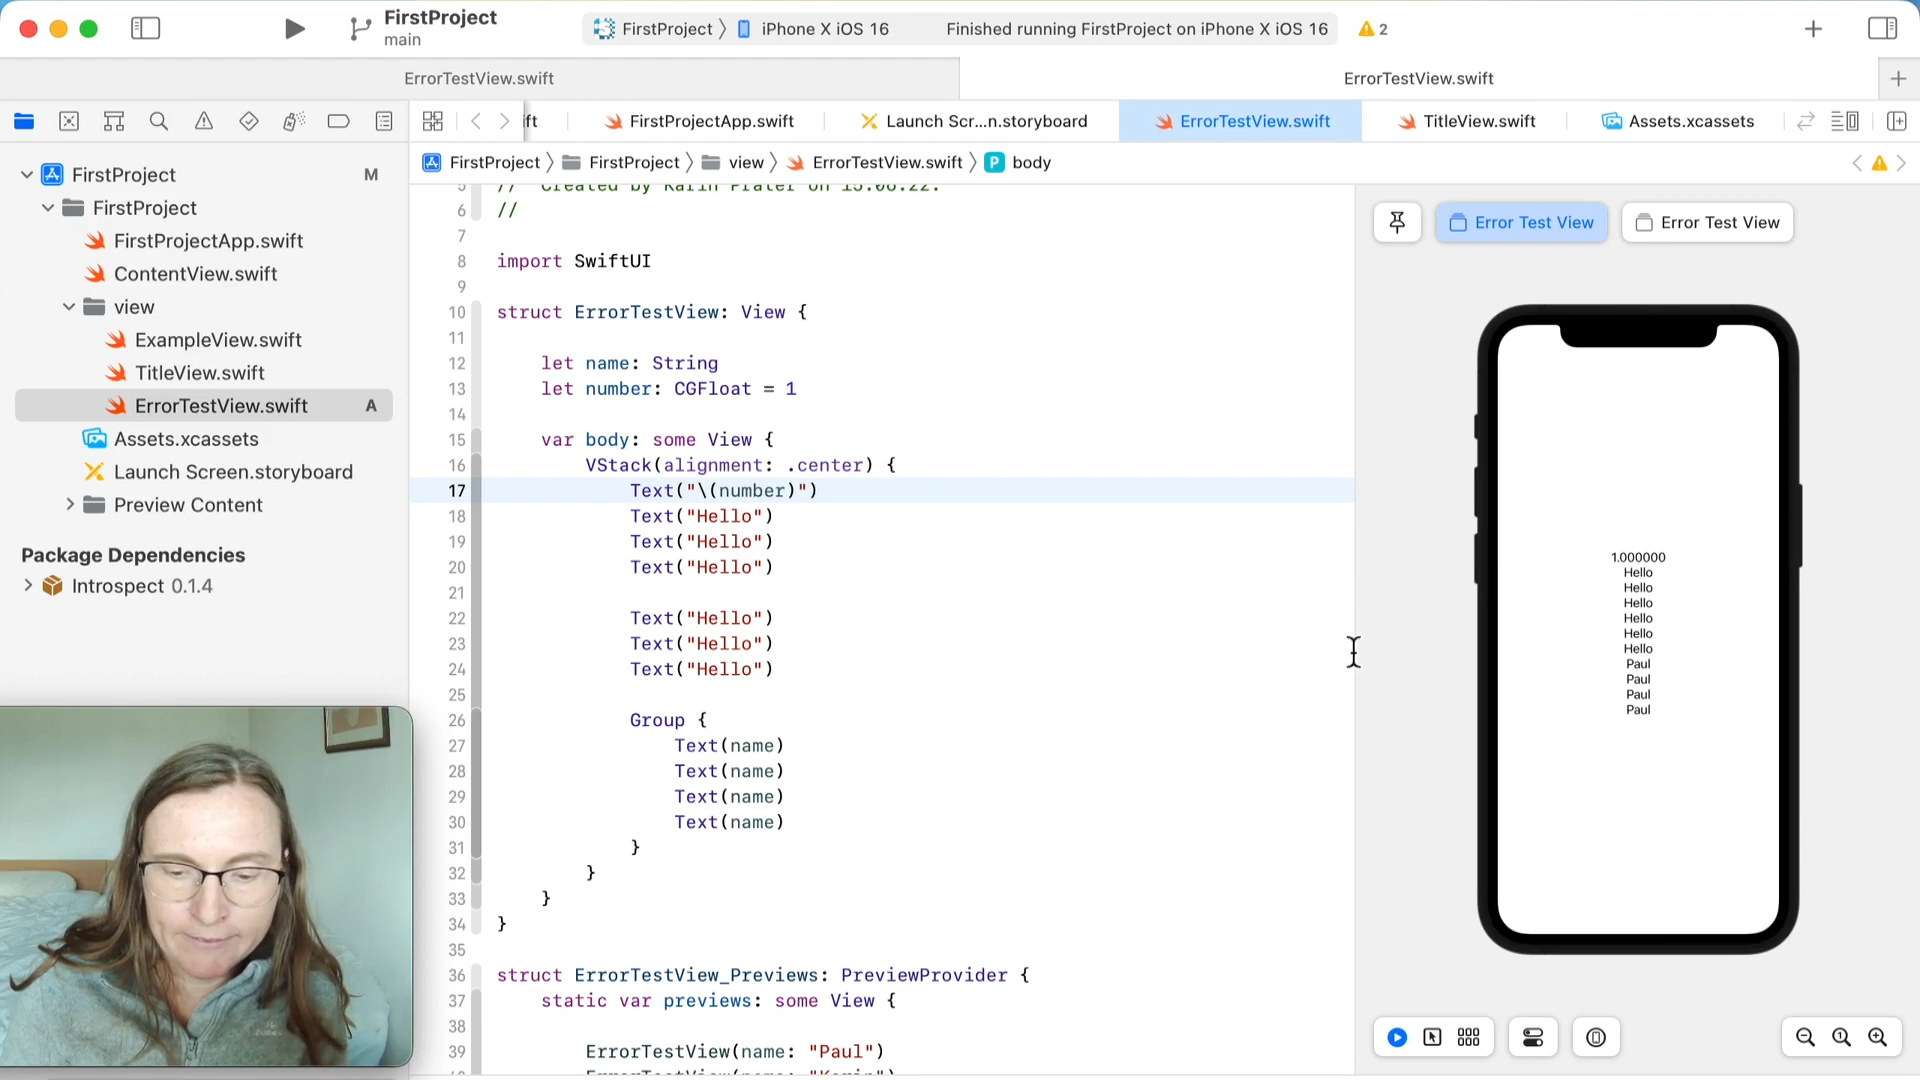 FirstProject
main
FirstProject
iPhone X iOS 16
Finished running FirstProject on iPhone X iOS 16
2
ErrorTestView.swift
ErrorTestView.swift
ift
FirstProjectApp.swift
Launch Scr...n.storyboard
ErrorTestView.swift
TitleView.swift
Assets.xcassets
FirstProject
FirstProject
view
ErrorTestView.swift
P
body
FirstProject
M
FirstProject
FirstProjectApp.swift
ContentView.swift
view
ExampleView.swift
TitleView.swift
ErrorTestView.swift
A
Assets.xcassets
Launch Screen.storyboard
Preview Content
Package Dependencies
Introspect 0.1.4
5 //  Created by Karin Prater on 15.08.22.
6 //
7
8 import SwiftUI
9
10 struct ErrorTestView: View {
11
12 let name: String
13 let number: CGFloat = 1
14
15 var body: some View {
16 VStack(alignment: .center) {
17 Text("\(number)")
18 Text("Hello")
19 Text("Hello")
20 Text("Hello")
21
22 Text("Hello")
23 Text("Hello")
24 Text("Hello")
25
26 Group {
27 Text(name)
28 Text(name)
29 Text(name)
30 Text(name)
31 }
32 }
33 }
34 }
35
36 struct ErrorTestView_Previews: PreviewProvider {
37 static var previews: some View {
38
39 ErrorTestView(name: "Paul")
ErrorTestView(name: "Karin")
Error Test View
Error Test View
1.000000
Hello
Hello
Hello
Hello
Hello
Hello
Paul
Paul
Paul
Paul